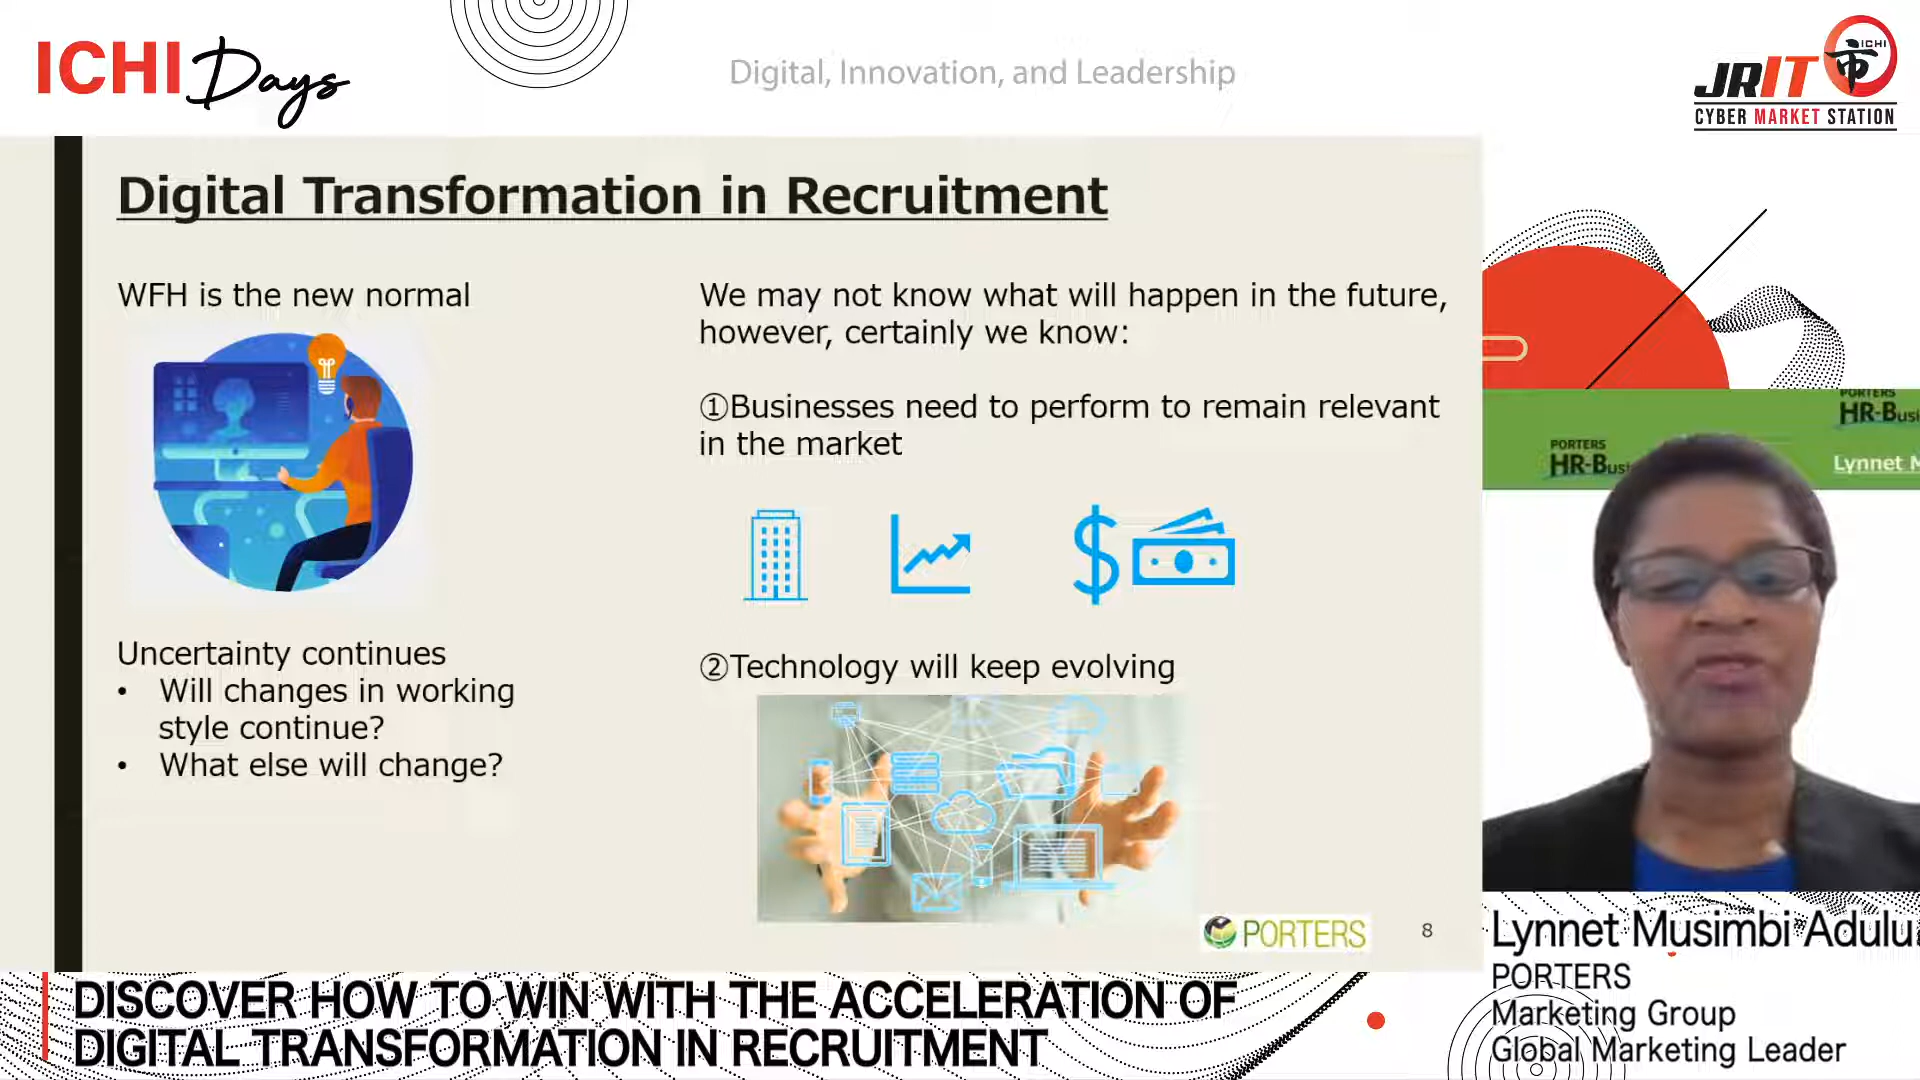 ICHI Days
Digital, Innovation, and Leadership
ICHI
市
JRIT
CYBER MARKET STATION
Digital Transformation in Recruitment
WFH is the new normal
Uncertainty continues
• Will changes in working
style continue?
• What else will change?
We may not know what will happen in the future,
however, certainly we know:
①Businesses need to perform to remain relevant
in the market
$
②Technology will keep evolving
PORTERS
8
PORTERS
HR-Busi
PORTERS
HR-Bus
Lynnet M
Lynnet Musimbi Adulu
PORTERS
Marketing Group
Global Marketing Leader
DISCOVER HOW TO WIN WITH THE ACCELERATION OF
DIGITAL TRANSFORMATION IN RECRUITMENT